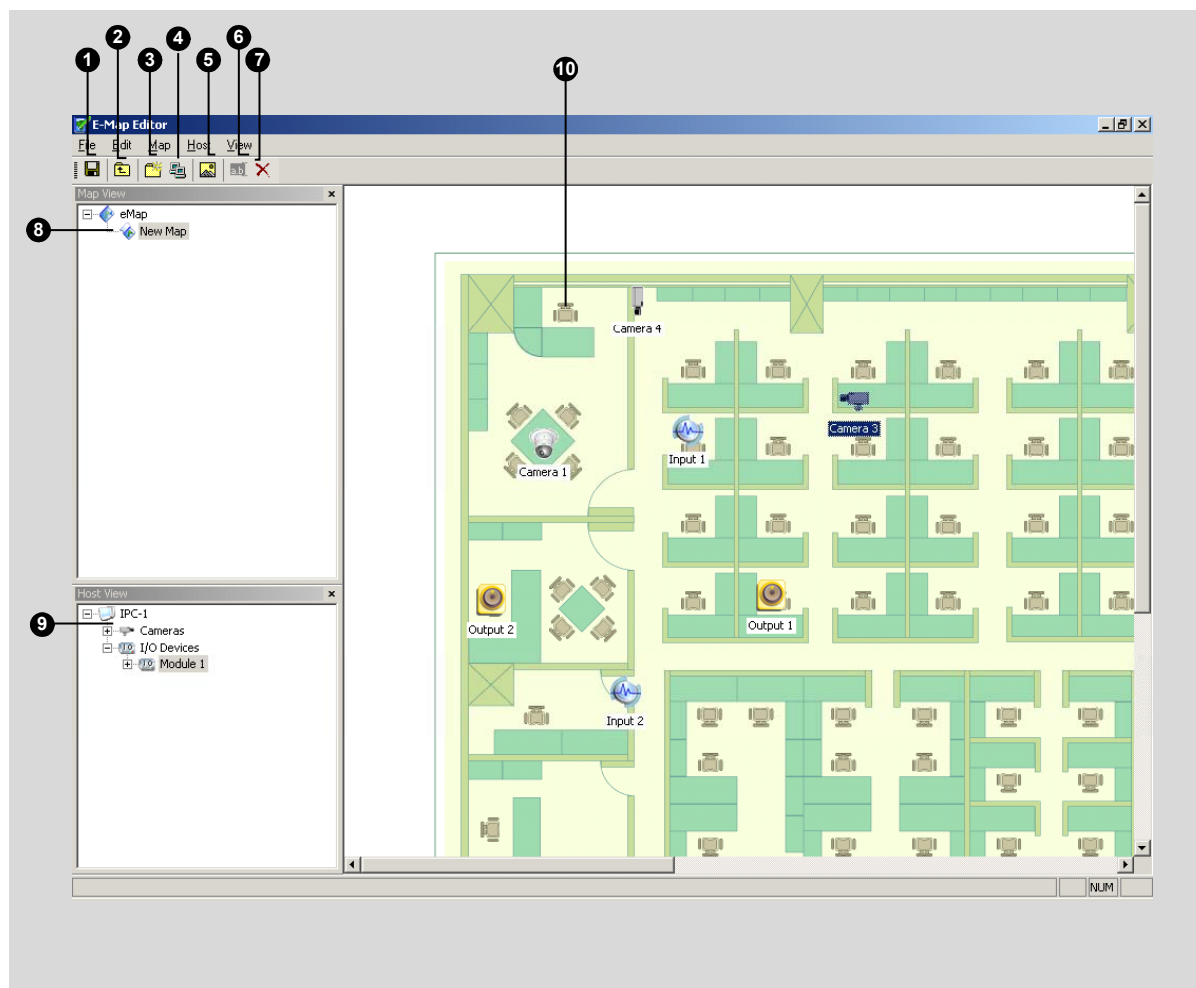 2
4
6
1
3
5
7
10
E-Map Editor
File Edit Map Host View
ab
Map View
eMap
8
New Map
Camera 4
Camera 3
Input 1
Camera 1
Host View
IPC-1
9
Cameras
I/O Devices
Module 1
Output 2
Output 1
Input 2
NUM